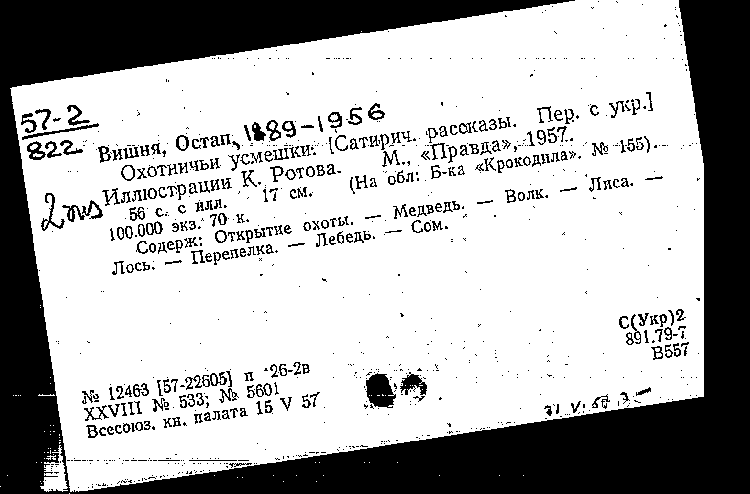 57-2
822
Вишня, Остап, 1889-1956
Охотничьи усмешки. [Сатирич. рассказы. Пер. с укр.]
Иллюстрации К. Ротова. М., «Правда», 1957.
56 с. с илл. 17 см. (На обл: Б-ка «Крокодила». № 155).
100.000 экз. 70 к.
Содерж: Открытие охоты. — Медведь. — Волк. — Лиса. —
Лось. — Перепелка. — Лебедь. — Сом.
С(Укр)2
891.79-7
В557
№ 12463 [57-22605] п 26-2в
XXVIII № 533; № 5601
Всесоюз. кн. палата 15 V 57